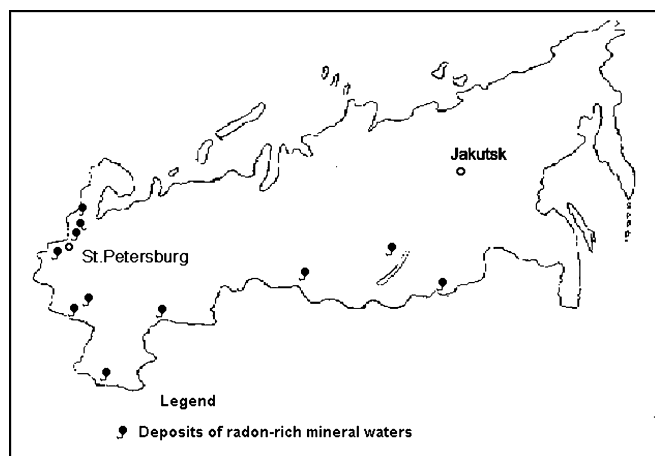 Jakutsk
St.Petersburg
Legend
Deposits of radon-rich mineral waters